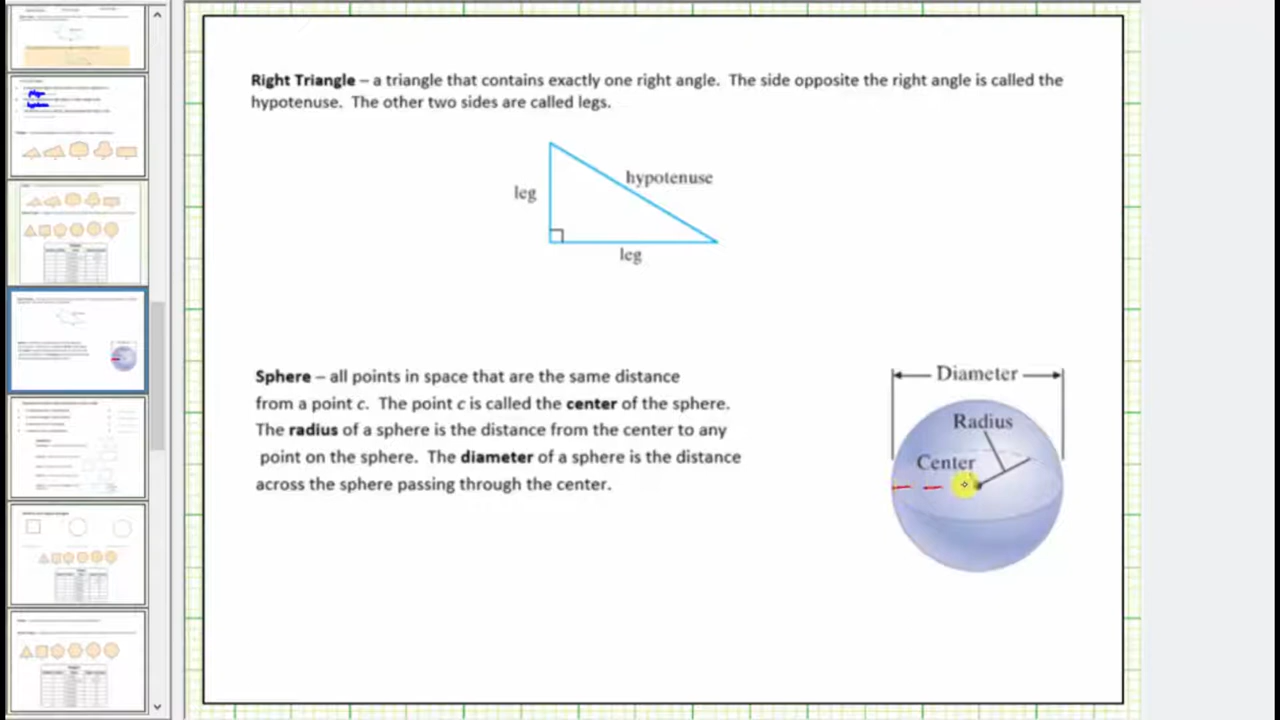 Right Triangle – a triangle that contains exactly one right angle.  The side opposite the right angle is called the
hypotenuse.  The other two sides are called legs.
leg
hypotenuse
leg
Sphere – all points in space that are the same distance
from a point c.  The point c is called the center of the sphere.
The radius of a sphere is the distance from the center to any
point on the sphere.  The diameter of a sphere is the distance
across the sphere passing through the center.
Diameter
Radius
Center